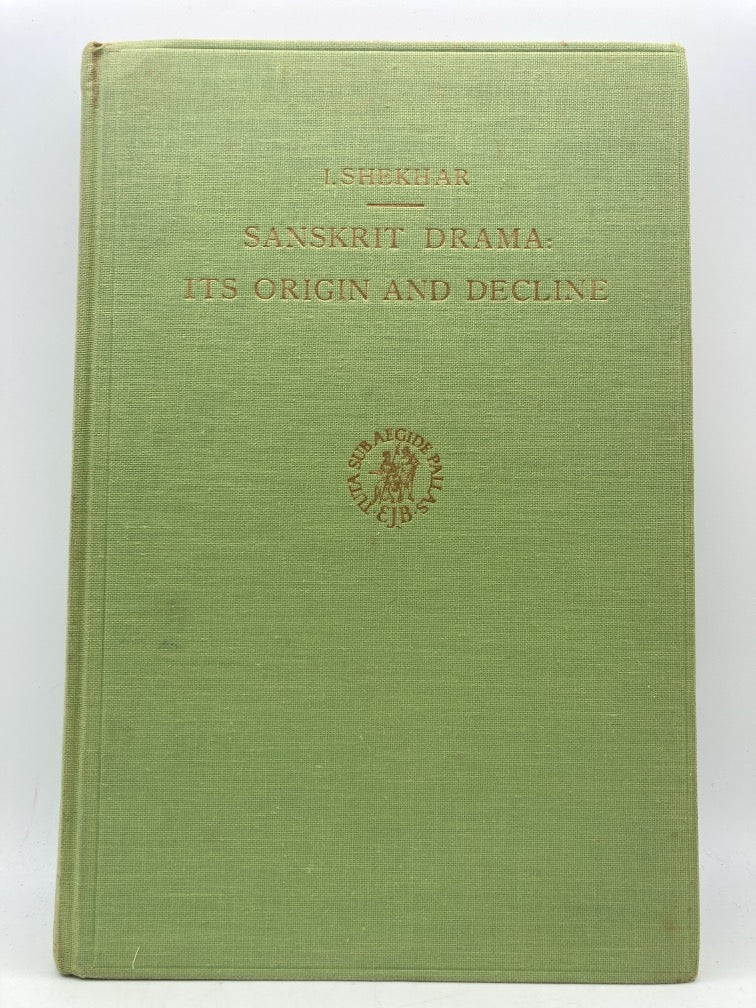 I. SHEKHAR
SANSKRIT DRAMA:
ITS ORIGIN AND DECLINE
TUTA SUB AEGIDE PALLAS
EJB